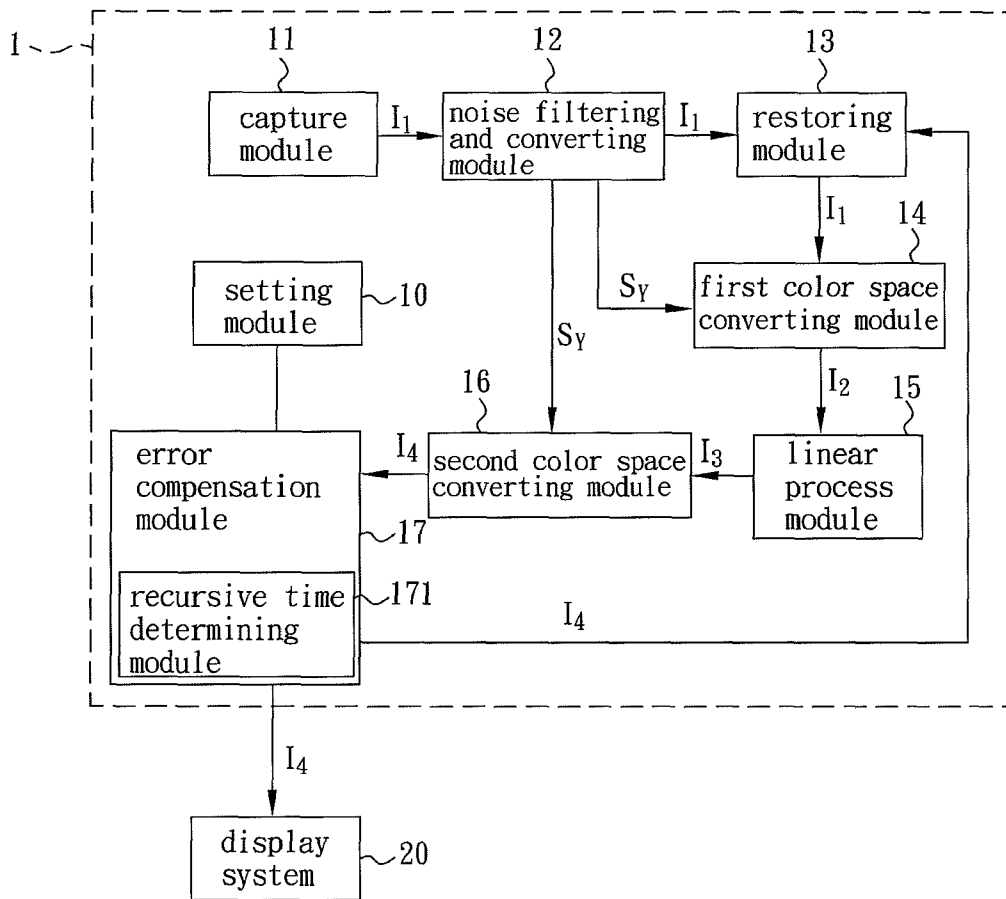 1
11
12
13
capture
module
I1
noise filtering
and converting
module
I1
restoring
module
I1
14
setting
module
10
SY
SY
first color space
converting module
I2
16
15
error
compensation
module
I4
second color space
converting module
I3
linear
process
module
17
recursive time
determining
module
171
I4
I4
display
system
20